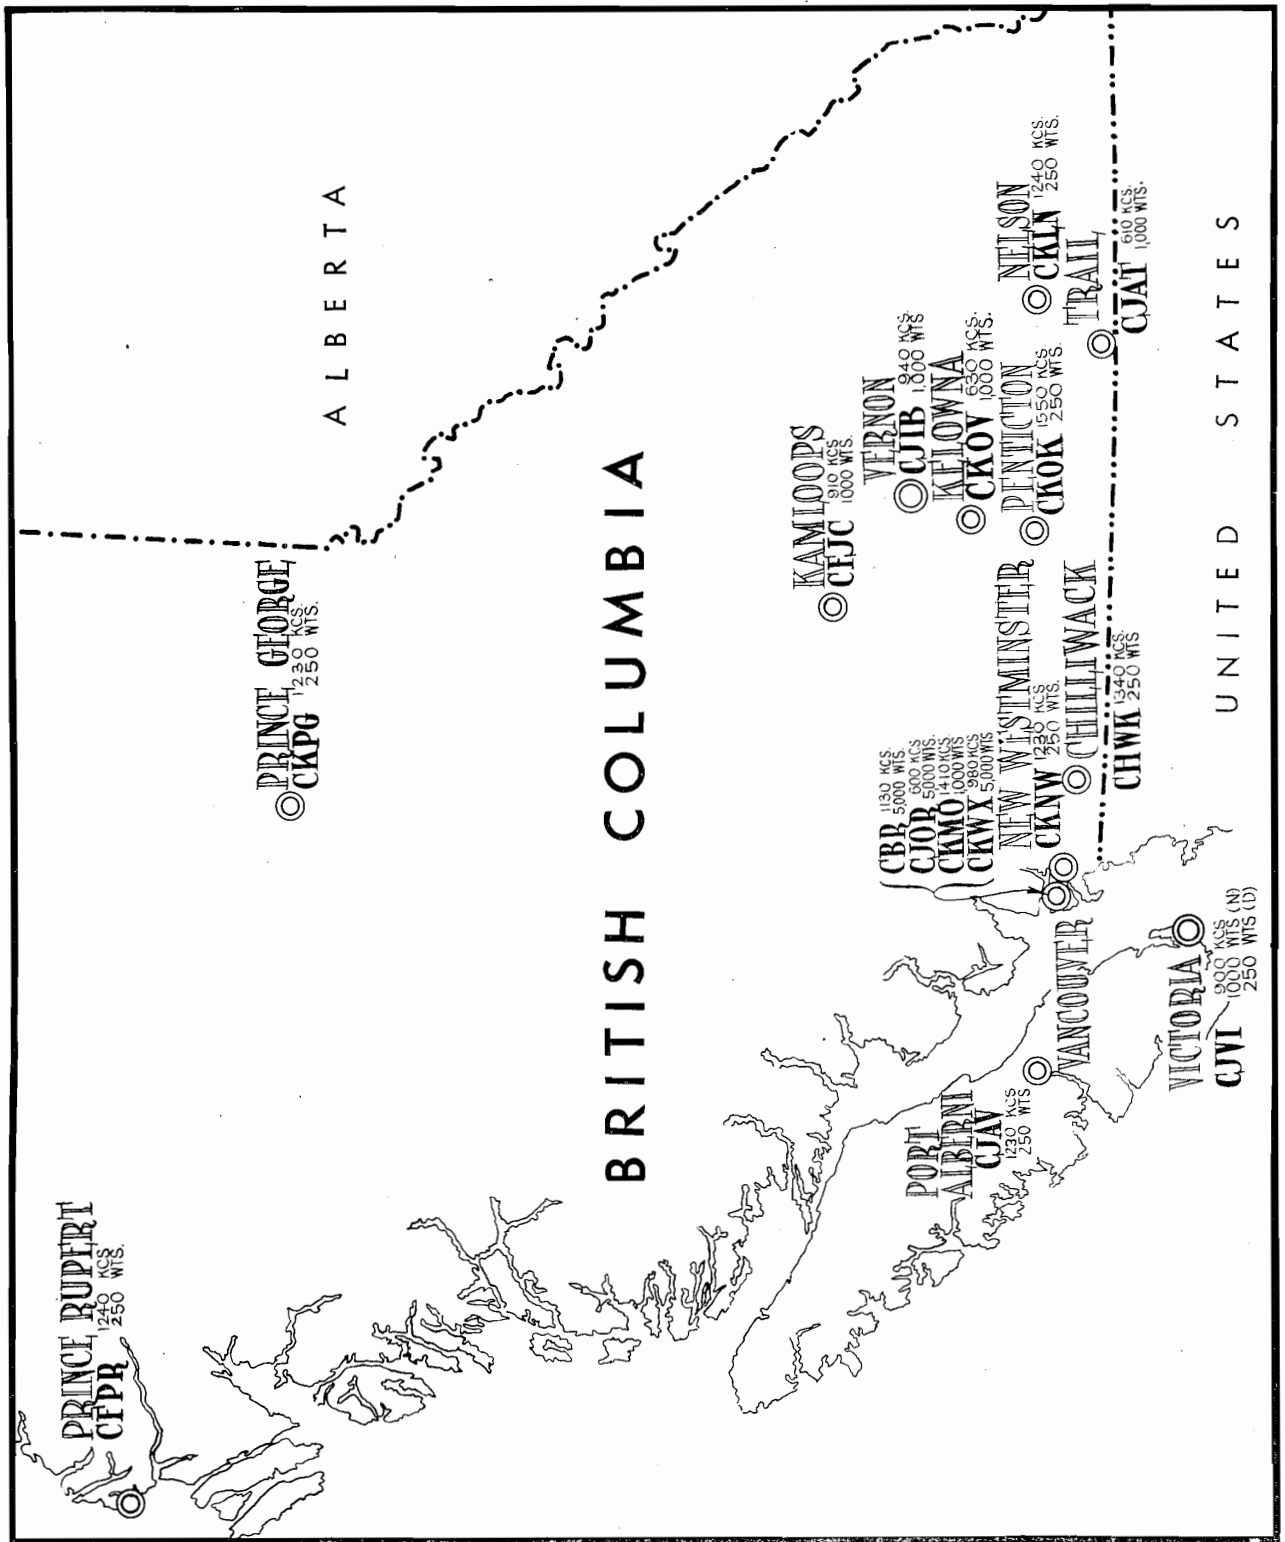 PRINCE RUPERT
CFPR 1240 KCS.
250 WTS.
PRINCE GEORGE
CKPG 1230 KCS.
250 WTS.
ALBERTA
BRITISH COLUMBIA
KAMLOOPS
CFJC 910 KCS
1000 WTS.
VERNON
CJIB 940 KCS.
1,000 WTS
KELOWNA
CKOV 630 KCS.
1,000 WTS.
PENTICTON
CKOK 1550 KCS
250 WTS.
NELSON
CKLN 1240 KCS.
250 WTS.
TRAIL
CJAT 610 KCS.
1,000 WTS.
CBR 1130 KCS.
5,000 WTS.
CJOR 600 KCS
5,000 WTS.
CKMO 1410 KCS
1,000 WTS
CKWX 980 KCS
5,000 WTS
NEW WESTMINSTER
CKNW 1230 KCS
250 WTS.
CHILLIWACK
CHWK 1340 KCS.
250 WTS
VANCOUVER
PORT
ALBERNI
CJAV
1230 KCS
250 WTS
VICTORIA
CJVI 900 KCS
1000 WTS (N)
250 WTS (D)
UNITED STATES